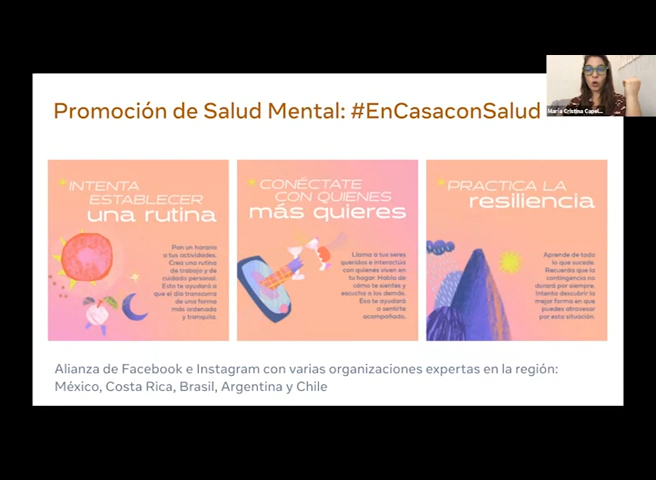 Promoción de Salud Mental: #EnCasaconSalud
María Cristina Capel...
INTENTA
ESTABLECER
una rutina
Pon un horario
a tus actividades.
Crea una rutina
de trabajo y de
cuidado personal.
Esto te ayudará a
que el día transcurra
de una forma
más ordenada
y tranquila.
CONÉCTATE
CON QUIENES
más quieres
Llama a tus seres
queridos e interactúa
con quienes viven en
tu hogar. Habla de
cómo te sientes y
escucha a los demás.
Eso te ayudará
a sentirte
acompañado.
PRACTICA LA
resiliencia
Aprende de todo
lo que sucede.
Recuerda que la
contingencia no
durará por siempre.
Intenta descubrir la
mejor forma en que
puedes atravesar
por esta situación.
Alianza de Facebook e Instagram con varias organizaciones expertas en la región:
México, Costa Rica, Brasil, Argentina y Chile